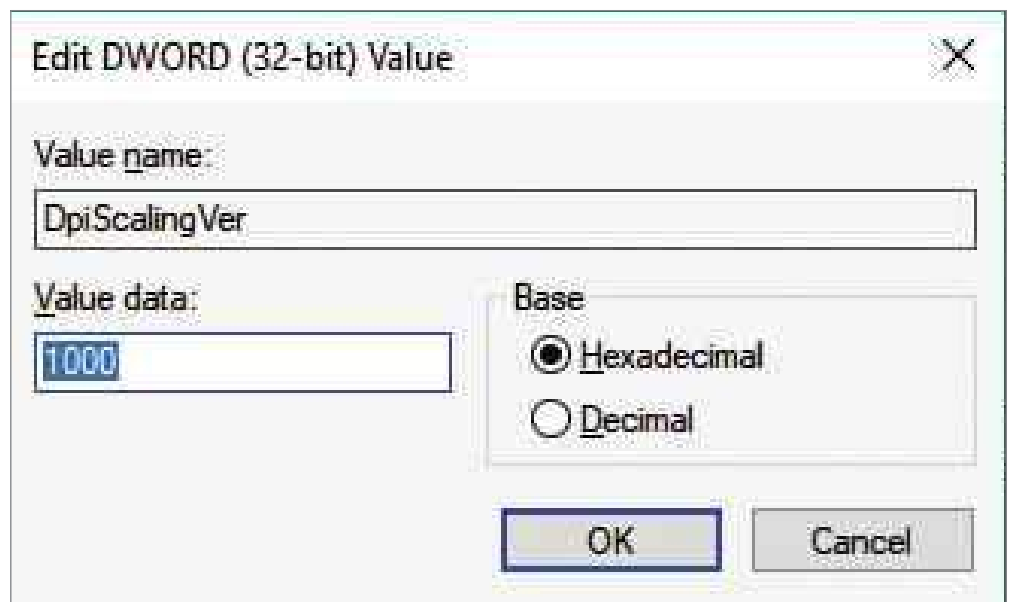 Edit DWORD (32-bit) Value
Value name:
DpiScalingVer
Value data:
1000
Base
Hexadecimal
Decimal
OK
Cancel